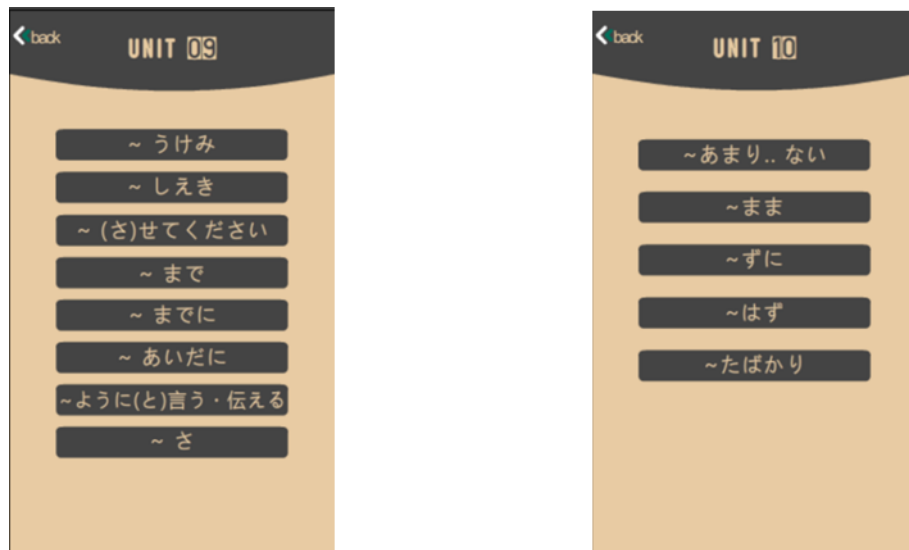 back
UNIT 09
~ うけみ
~ しえき
~ (さ)せてください
~ まで
~ までに
~ あいだに
~ように(と)言う・伝える
~ さ
back
UNIT 10
~あまり.. ない
~まま
~ずに
~はず
~たばかり